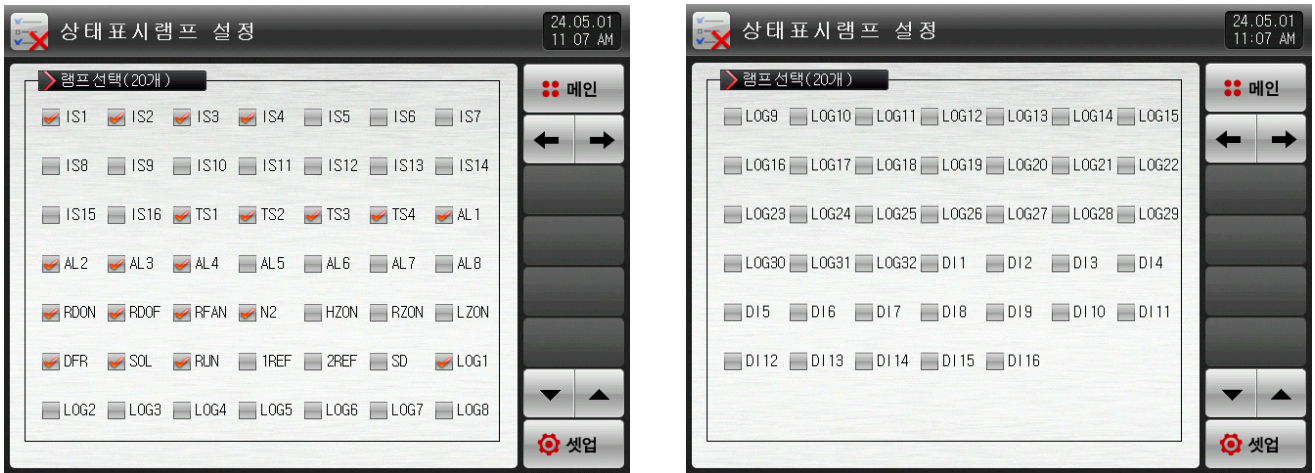 상태표시램프 설정
24.05.01
11 07 AM
램프선택(20개)
IS1 IS2 IS3 IS4 IS5 IS6 IS7
IS8 IS9 IS10 IS11 IS12 IS13 IS14
IS15 IS16 TS1 TS2 TS3 TS4 AL1
AL2 AL3 AL4 AL5 AL6 AL7 AL8
RDON RDOF RFAN N2 HZON RZON LZON
DFR SOL RUN 1REF 2REF SD LOG1
LOG2 LOG3 LOG4 LOG5 LOG6 LOG7 LOG8
메인
셋업
상태표시램프 설정
24.05.01
11:07 AM
램프선택(20개)
LOG9 LOG10 LOG11 LOG12 LOG13 LOG14 LOG15
LOG16 LOG17 LOG18 LOG19 LOG20 LOG21 LOG22
LOG23 LOG24 LOG25 LOG26 LOG27 LOG28 LOG29
LOG30 LOG31 LOG32 DI1 DI2 DI3 DI4
DI5 DI6 DI7 DI8 DI9 DI10 DI11
DI12 DI13 DI14 DI15 DI16
메인
셋업